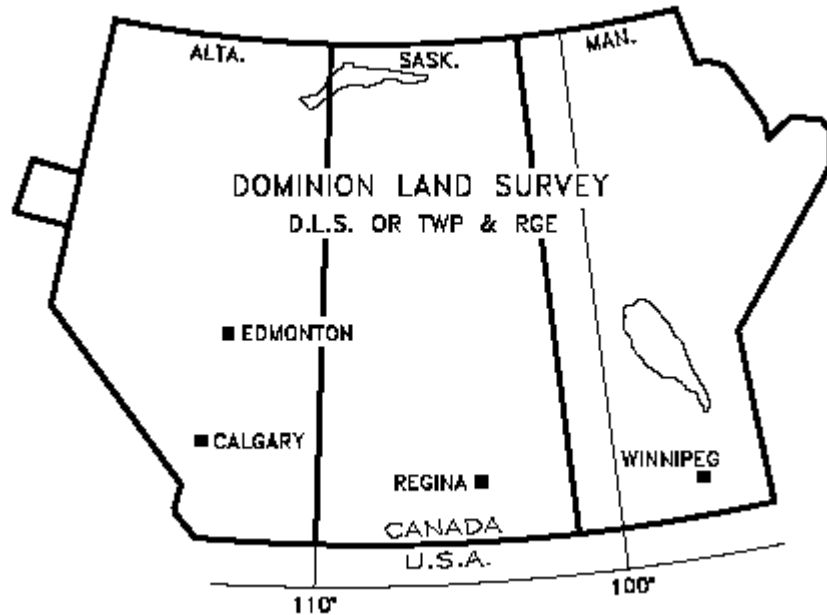 ALTA.
SASK.
MAN.
DOMINION LAND SURVEY
D.L.S. OR TWP & RGE
EDMONTON
CALGARY
REGINA
WINNIPEG
CANADA
U.S.A.
110°
100°